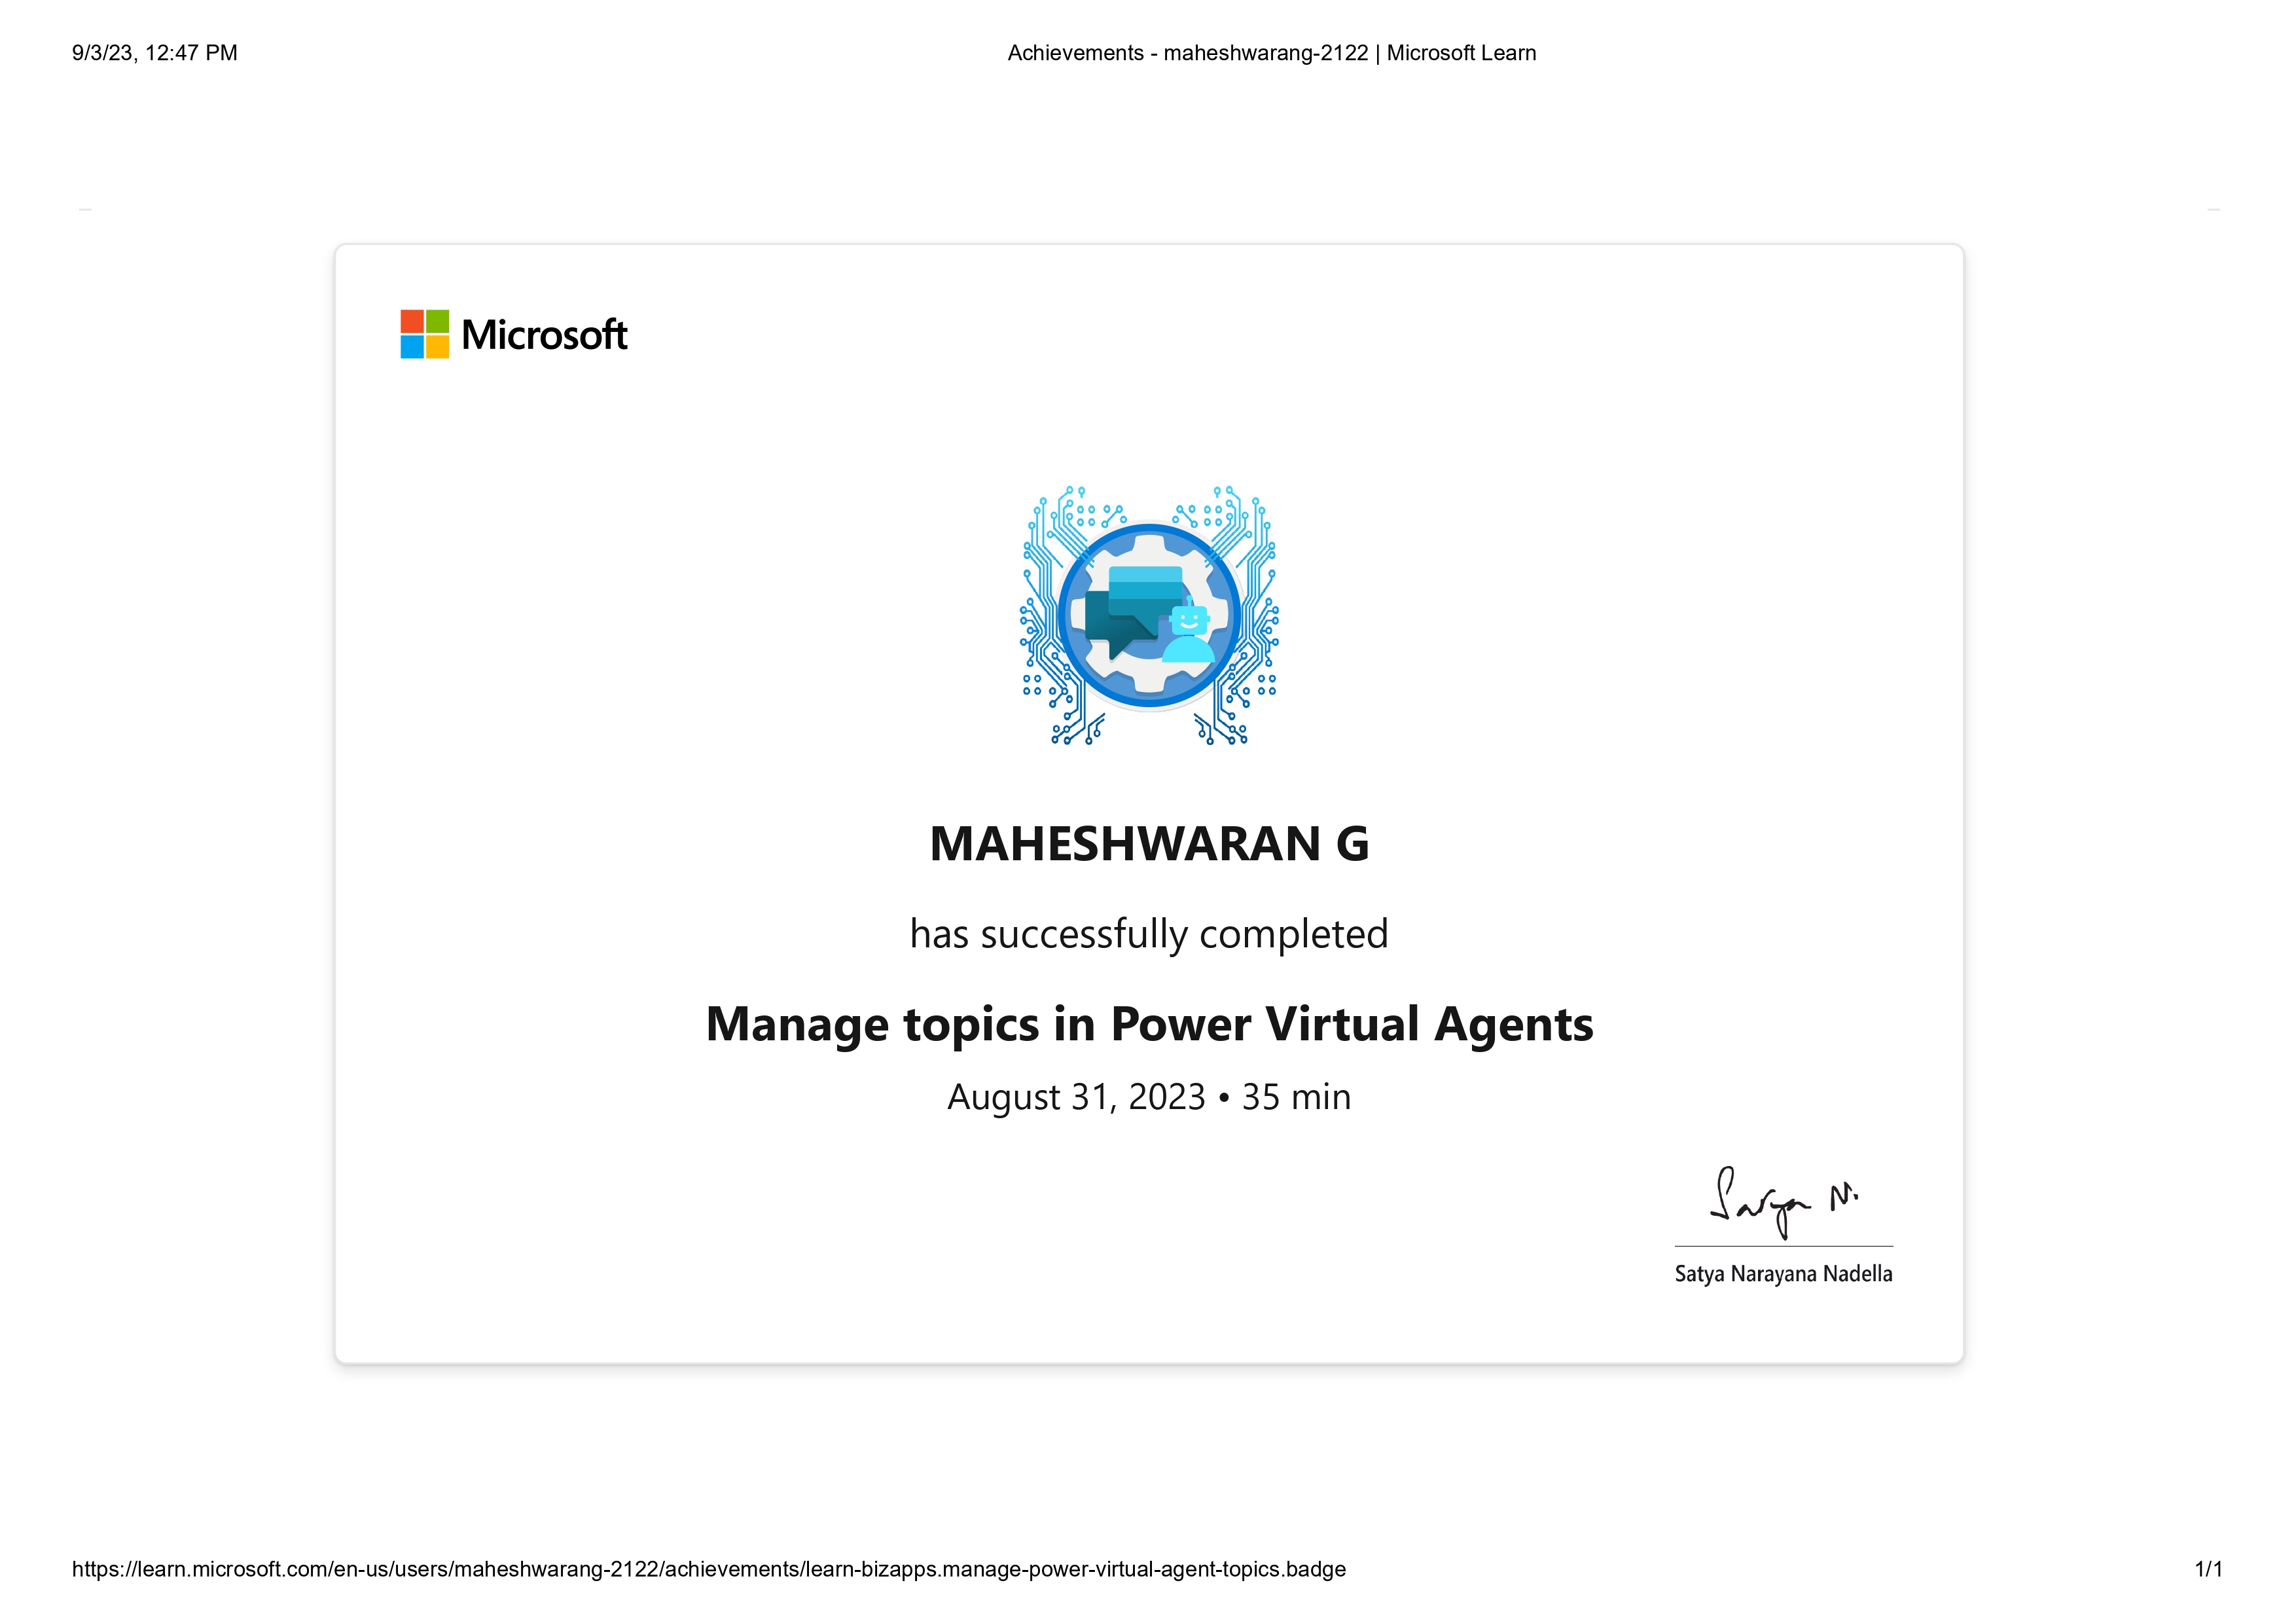 9/3/23, 12:47 PM
Achievements - maheshwarang-2122 | Microsoft Learn
Microsoft
MAHESHWARAN G
has successfully completed
Manage topics in Power Virtual Agents
August 31, 2023 • 35 min
Satya N.
Satya Narayana Nadella
https://learn.microsoft.com/en-us/users/maheshwarang-2122/achievements/learn-bizapps.manage-power-virtual-agent-topics.badge
1/1